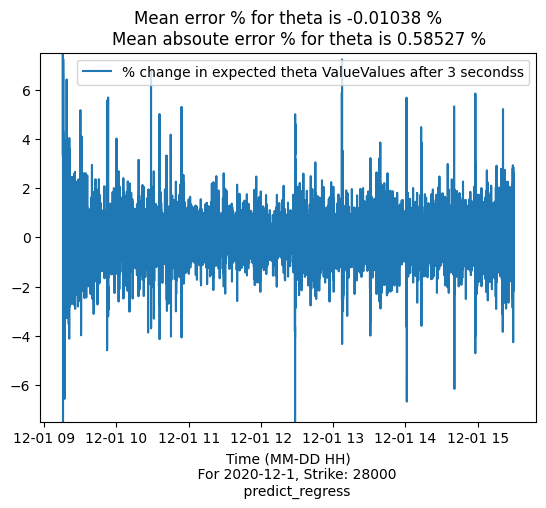 Mean error % for theta is -0.01038 %
Mean absoute error % for theta is 0.58527 %
% change in expected theta ValueValues after 3 secondss
6
4
2
0
−2
−4
−6
12-01 09 12-01 10 12-01 11 12-01 12 12-01 13 12-01 14 12-01 15
Time (MM-DD HH)
For 2020-12-1, Strike: 28000
predict_regress